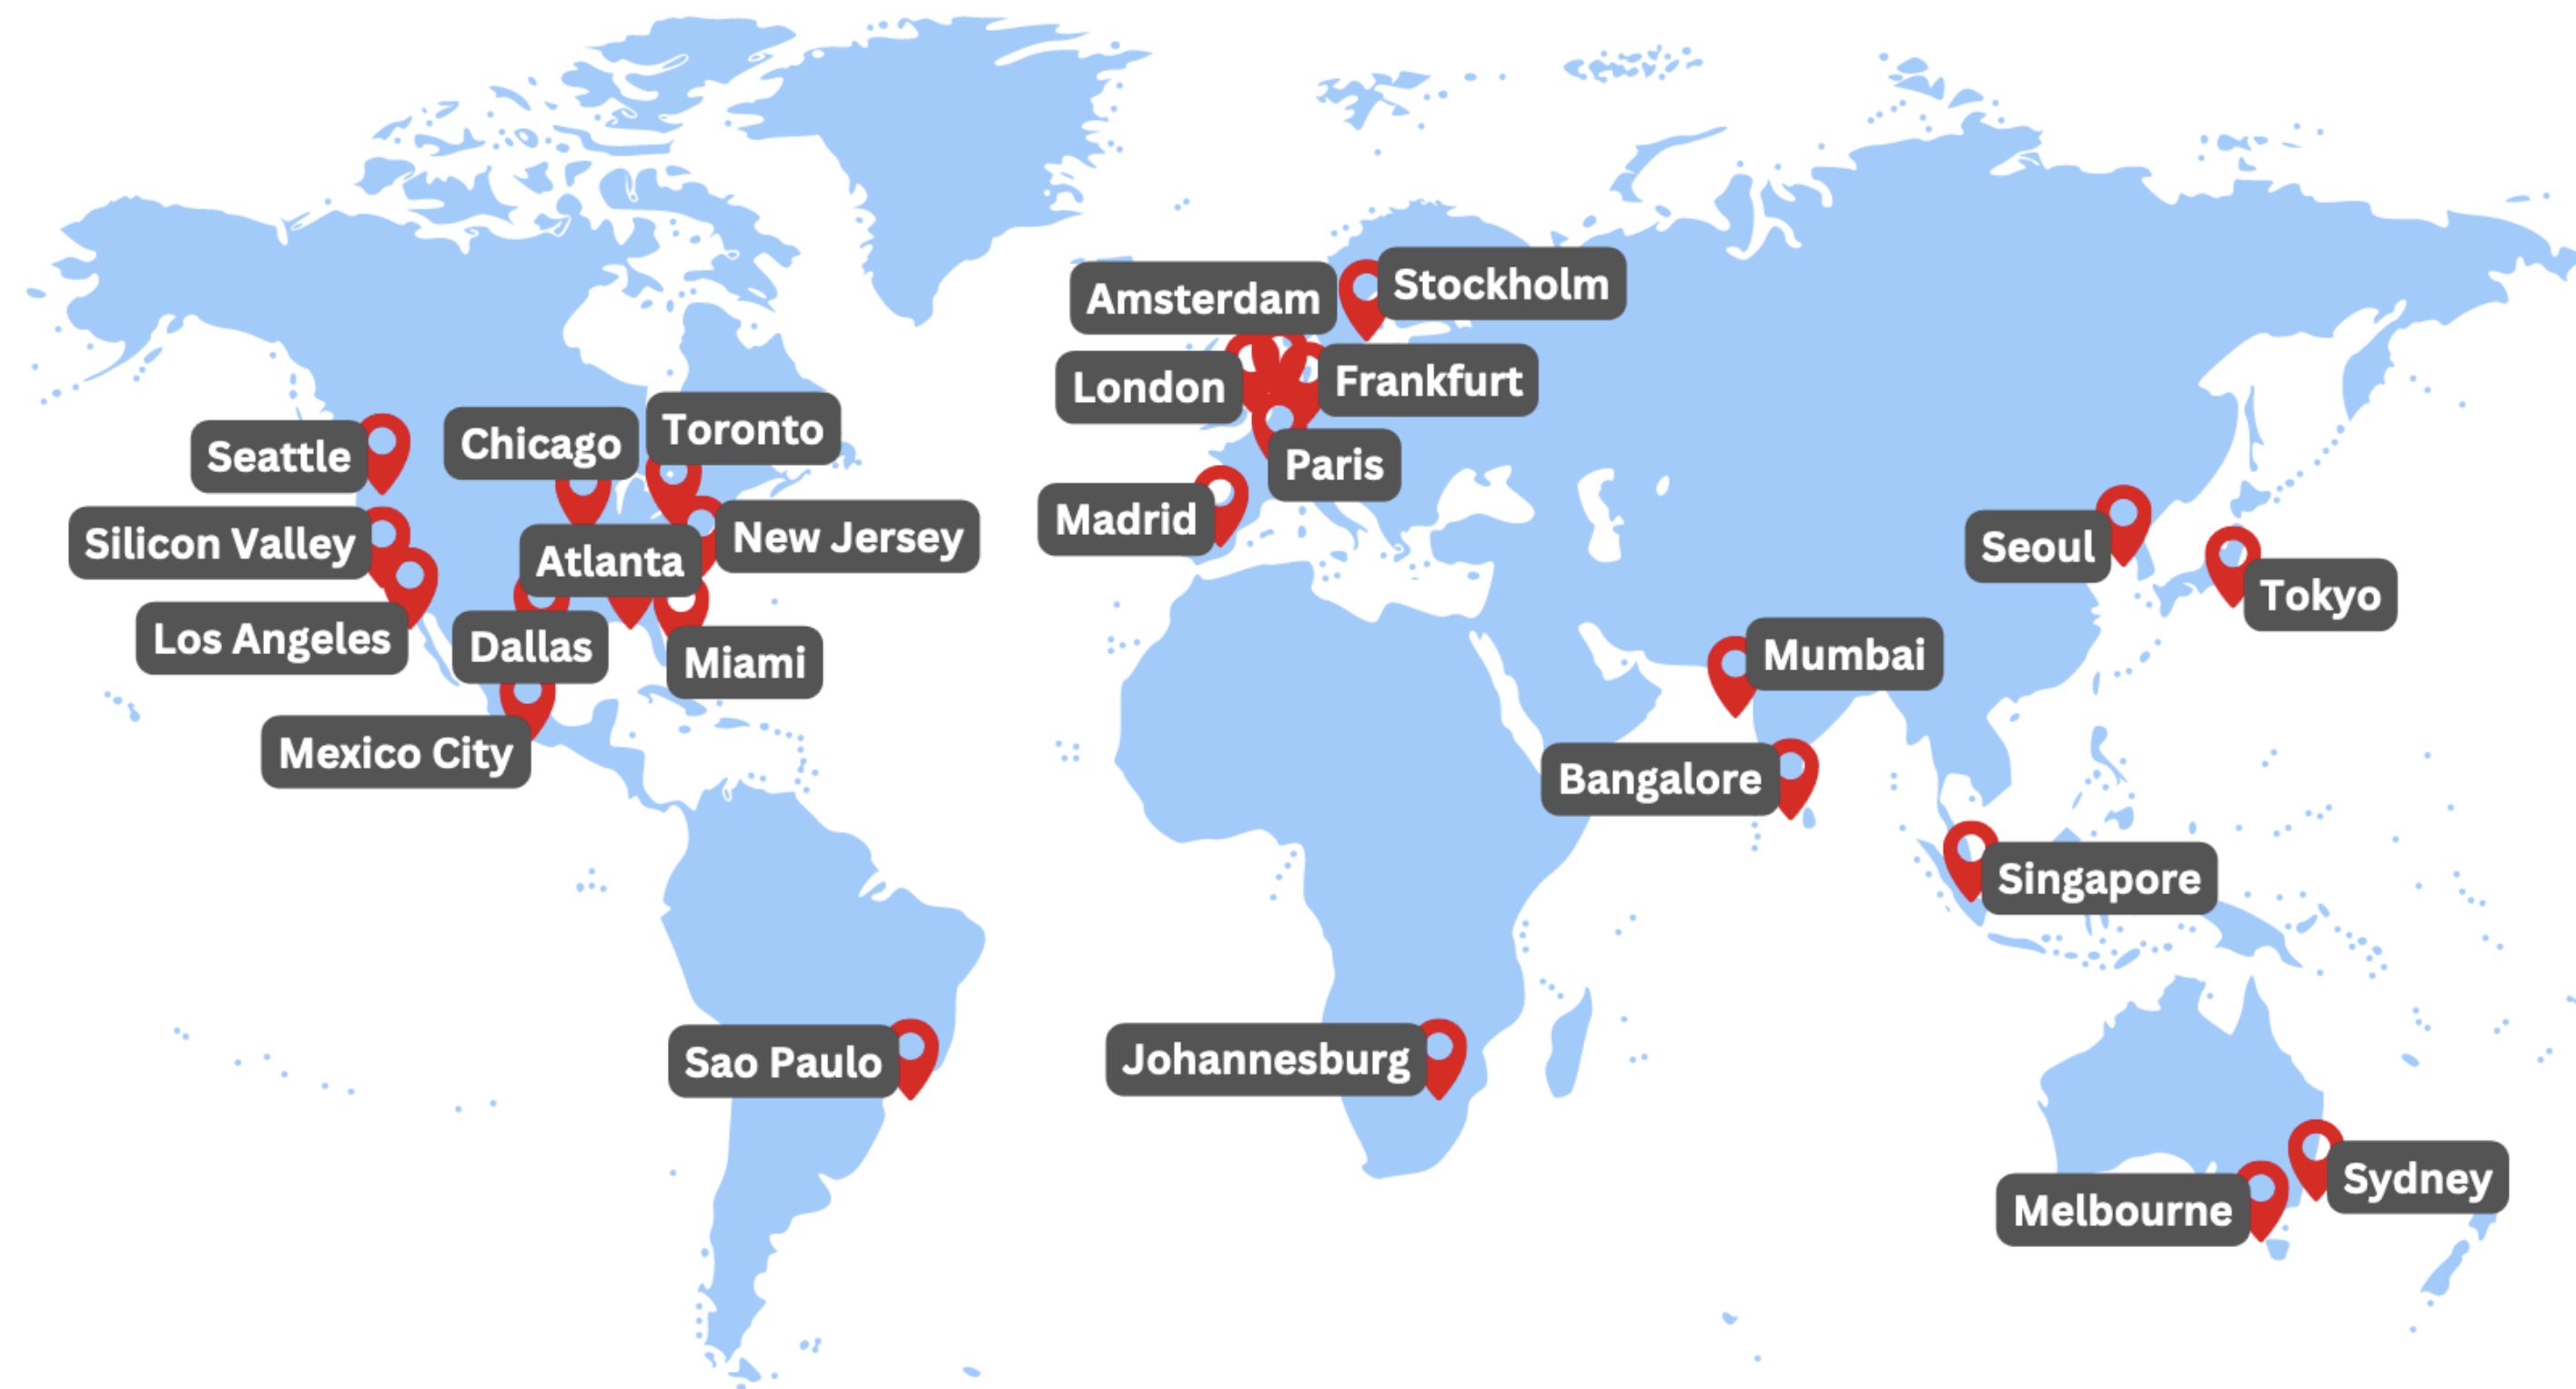 Stockholm
Amsterdam
Frankfurt
London
Paris
Madrid
Toronto
Chicago
Seattle
New Jersey
Silicon Valley
Atlanta
Los Angeles
Dallas
Miami
Mexico City
Seoul
Tokyo
Mumbai
Bangalore
Singapore
Sao Paulo
Johannesburg
Sydney
Melbourne